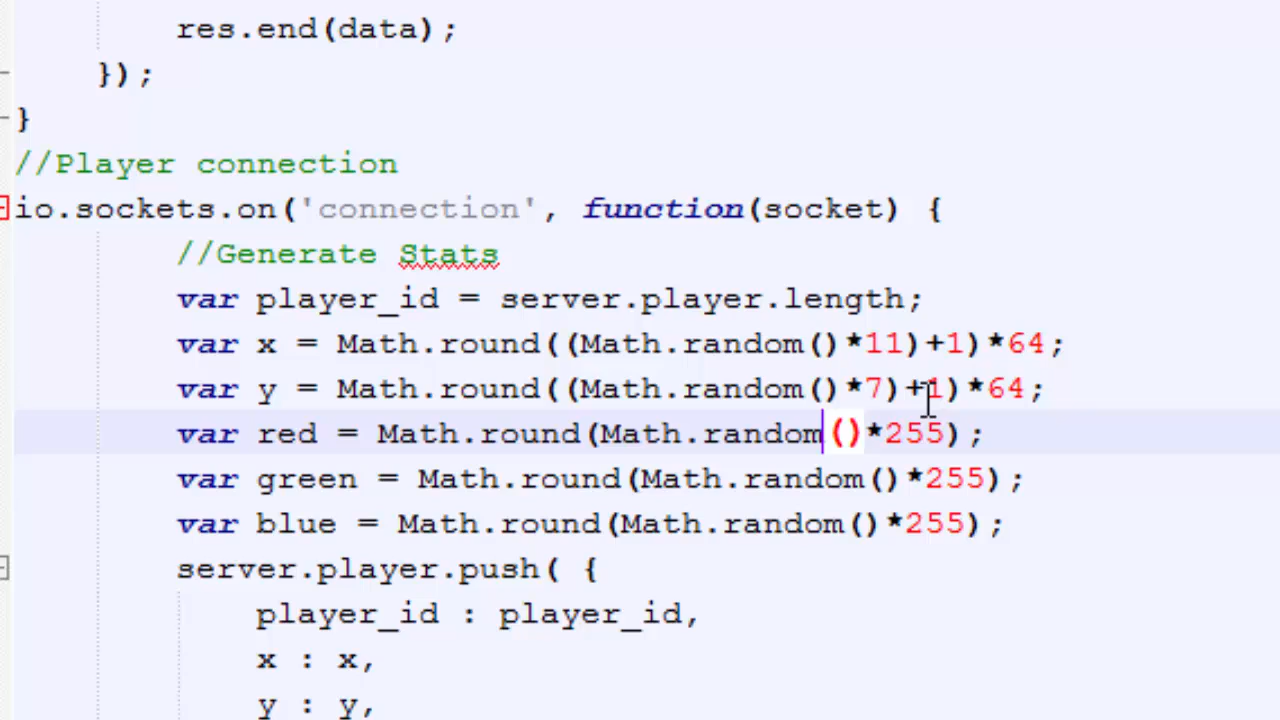 res.end(data);
});
}
//Player connection
io.sockets.on('connection', function(socket) {
//Generate Stats
var player_id = server.player.length;
var x = Math.round((Math.random()*11)+1)*64;
var y = Math.round((Math.random()*7)+1)*64;
var red = Math.round(Math.random()*255);
var green = Math.round(Math.random()*255);
var blue = Math.round(Math.random()*255);
server.player.push( {
player_id : player_id,
x : x,
y : y,